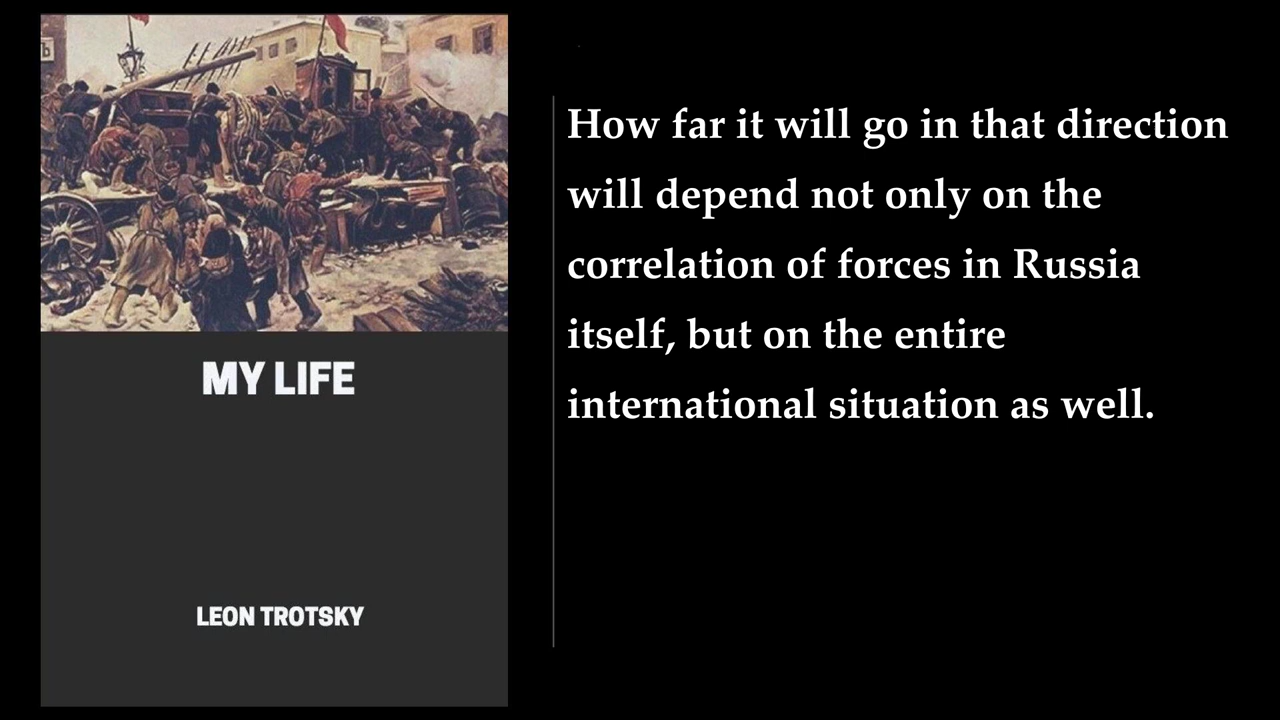 MY LIFE
LEON TROTSKY
How far it will go in that direction
will depend not only on the
correlation of forces in Russia
itself, but on the entire
international situation as well.